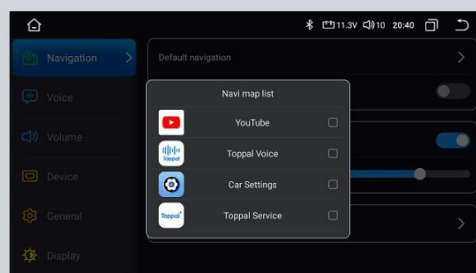 11.3V 10 20:40
Navigation
Default navigation
Voice
Volume
Device
General
Display
Navi map list
YouTube
Toppal Voice
Toppal
Car Settings
Toppal Service
Toppal